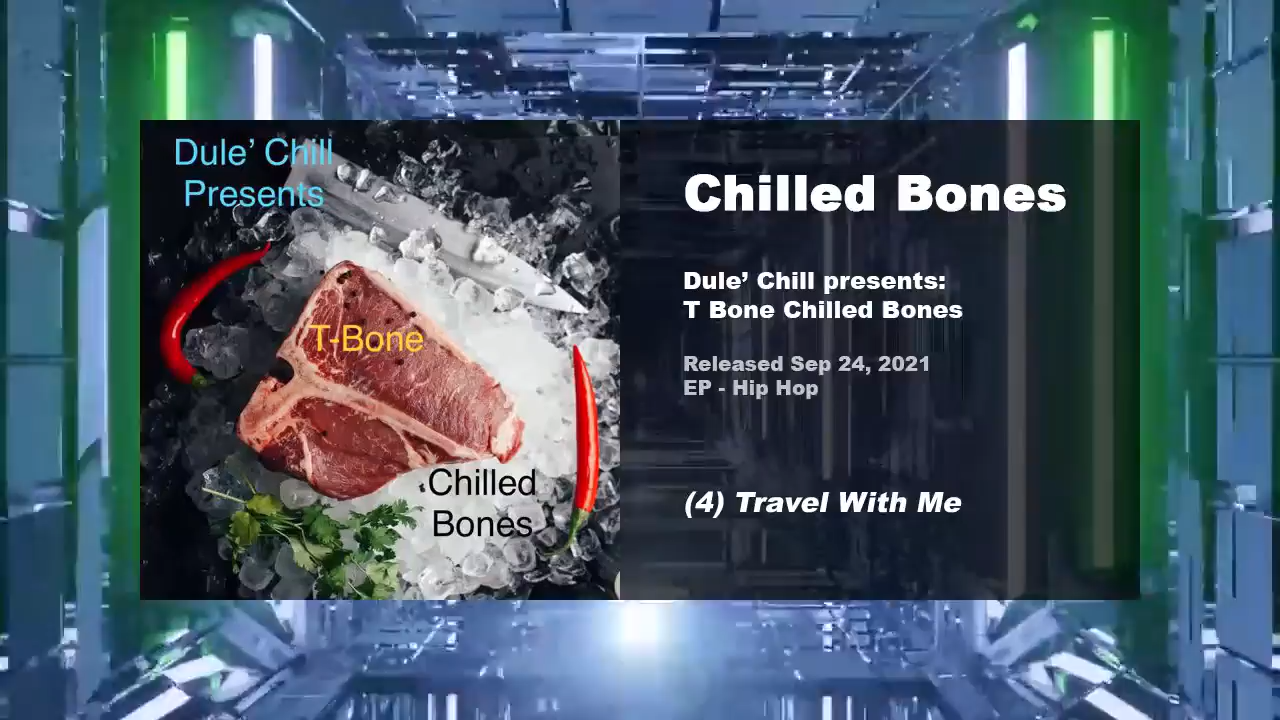 Dule’ Chill
Presents
T-Bone
Chilled
Bones
Chilled Bones
Dule’ Chill presents:
T Bone Chilled Bones
Released Sep 24, 2021
EP - Hip Hop
(4) Travel With Me